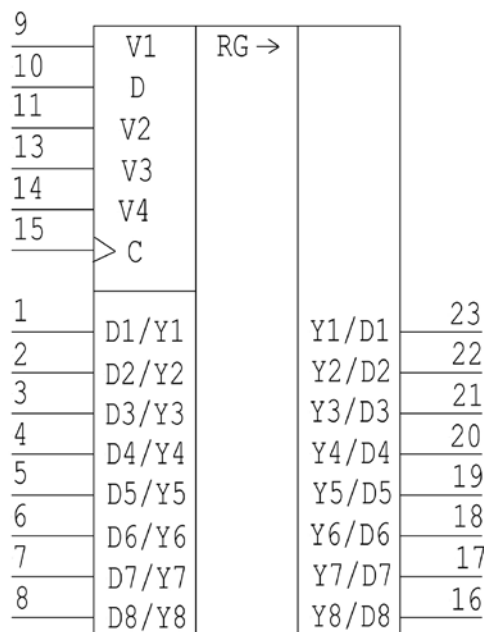 9 V1 RG →
10 D
11 V2
13 V3
14 V4
15 C
1 D1/Y1 Y1/D1 23
2 D2/Y2 Y2/D2 22
3 D3/Y3 Y3/D3 21
4 D4/Y4 Y4/D4 20
5 D5/Y5 Y5/D5 19
6 D6/Y6 Y6/D6 18
7 D7/Y7 Y7/D7 17
8 D8/Y8 Y8/D8 16